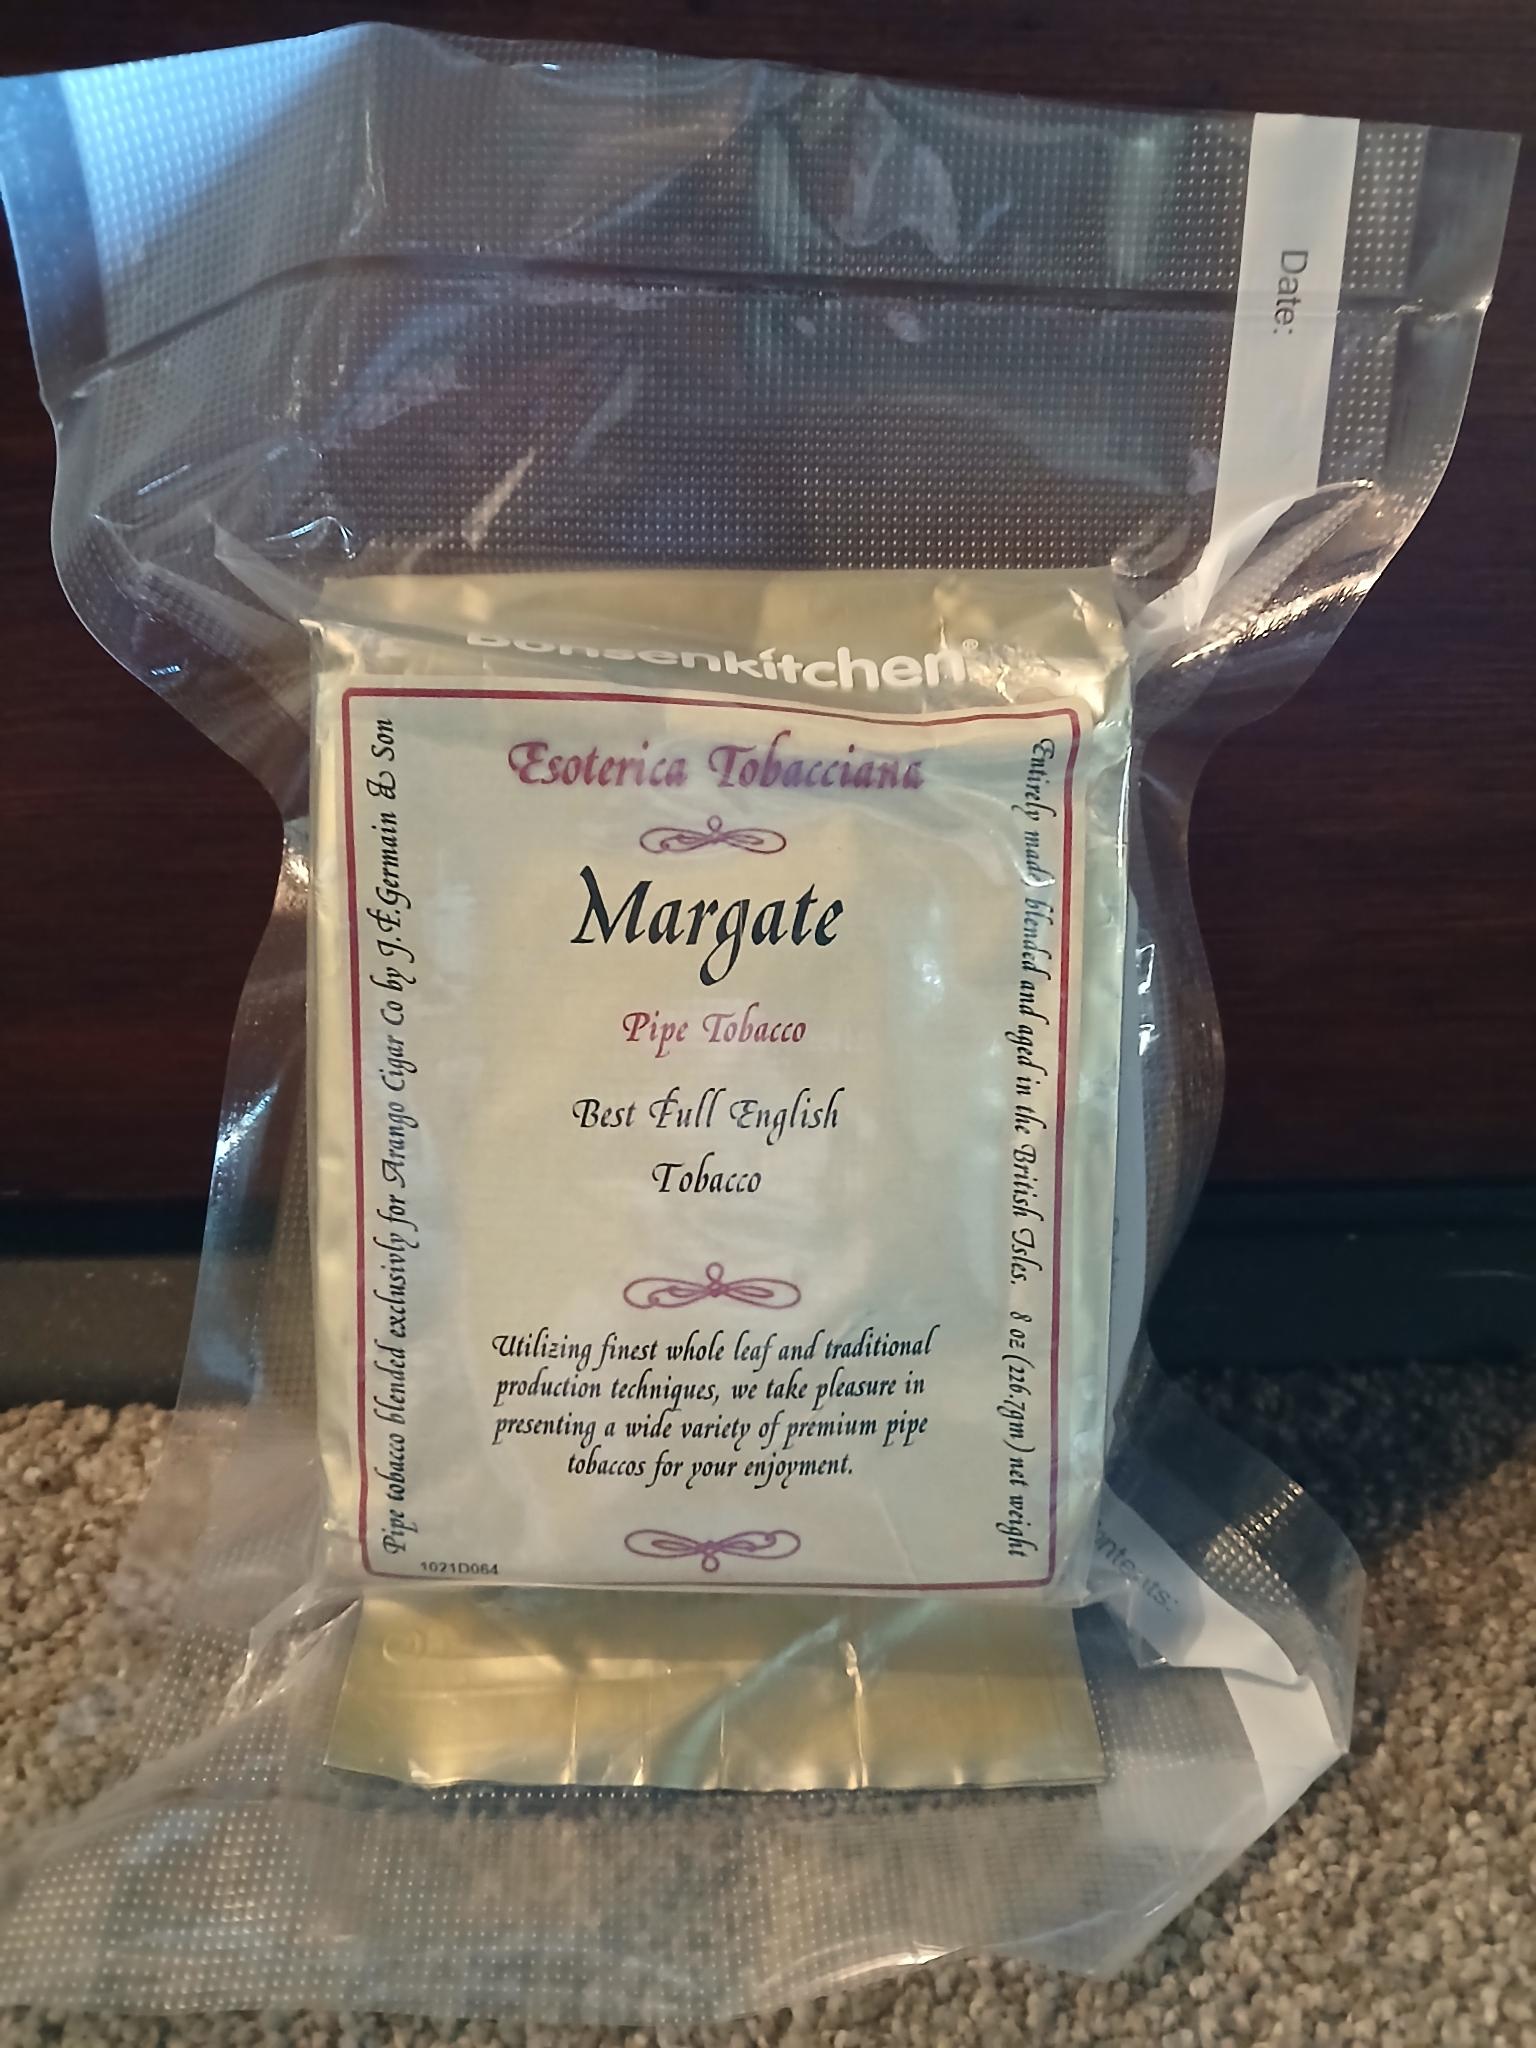 Date:
Bonsenkitchen®
Esoterica Tobacciana
Margate
Pipe Tobacco
Best Full English
Tobacco
Utilizing finest whole leaf and traditional
production techniques, we take pleasure in
presenting a wide variety of premium pipe
tobaccos for your enjoyment.
Pipe tobacco blended exclusivly for Arango Cigar Co by J.F.Germain & Son
Entirely made, blended and aged in the British Isles. 8 oz (226.7gm) net weight
1021D064
Contents: